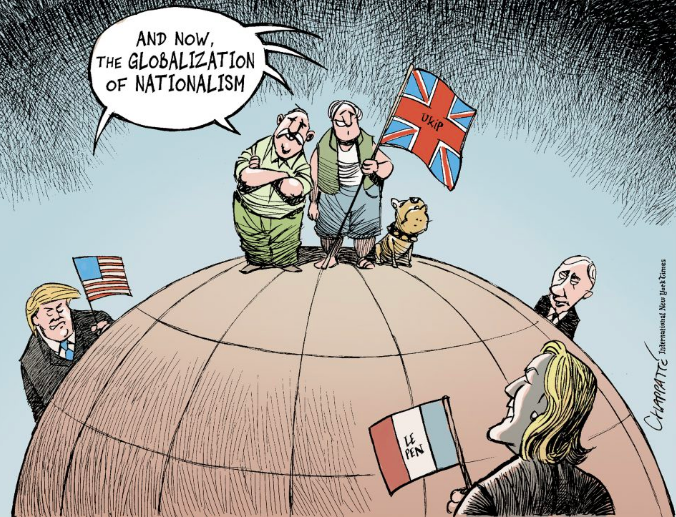 AND NOW,
THE GLOBALIZATION
OF NATIONALISM
UKIP
LE
PEN
CHAPPATTE
International New York Times